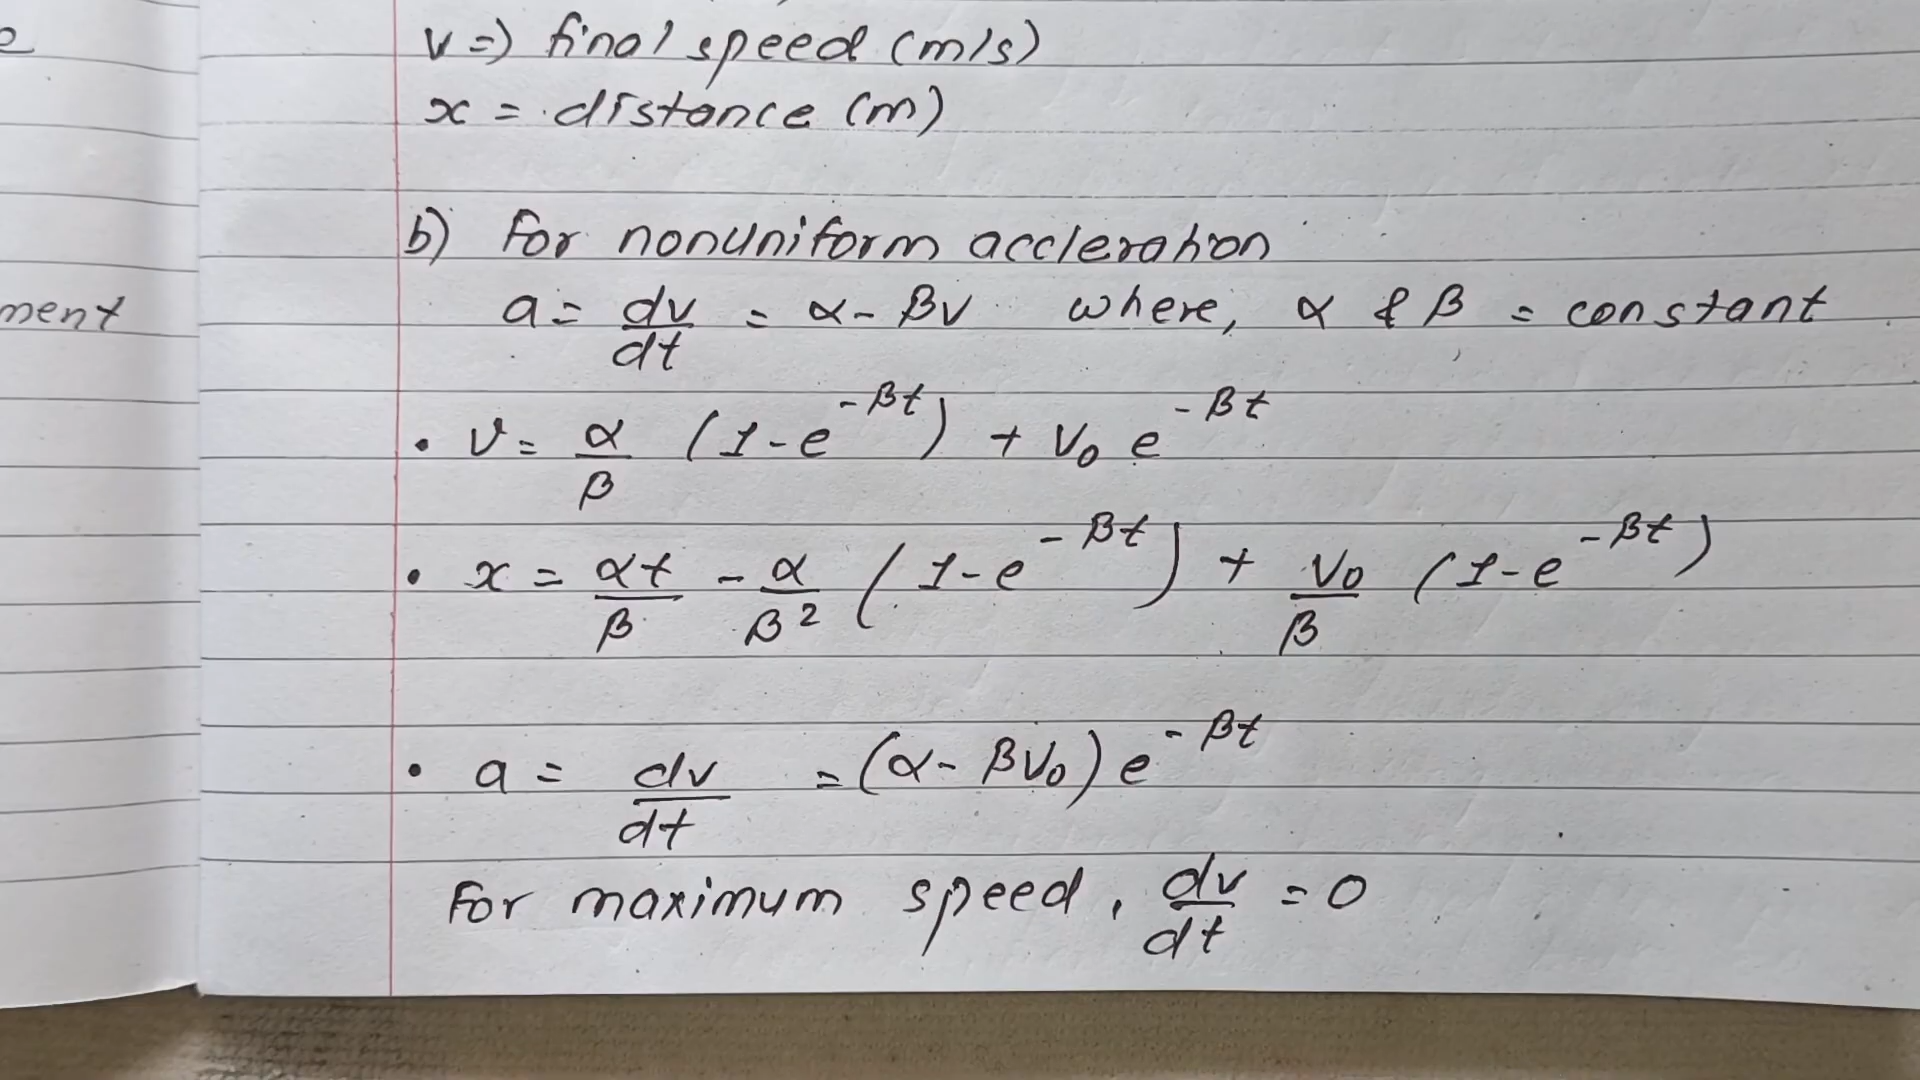 e
ment
v => final speed (m/s)
x = distance (m)
b) For nonuniform accleration
a = dv/dt = α - βv where, α & β = constant
• v = α/β (1 - e^-βt) + v₀ e^-βt
• x = αt/β - α/β² (1 - e^-βt) + v₀/β (1 - e^-βt)
• a = dv/dt = (α - βv₀) e^-βt
For maximum speed, dv/dt = 0